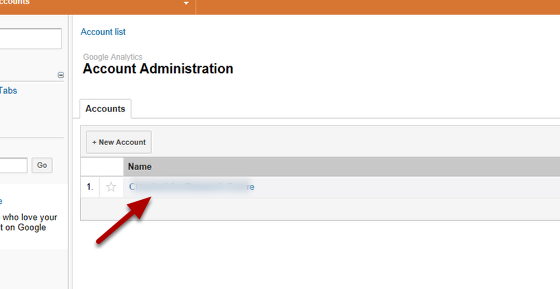 ccounts
Account list
Google Analytics
Account Administration
Tabs
Accounts
+ New Account
Go
Name
1.
e
who love your
t on Google